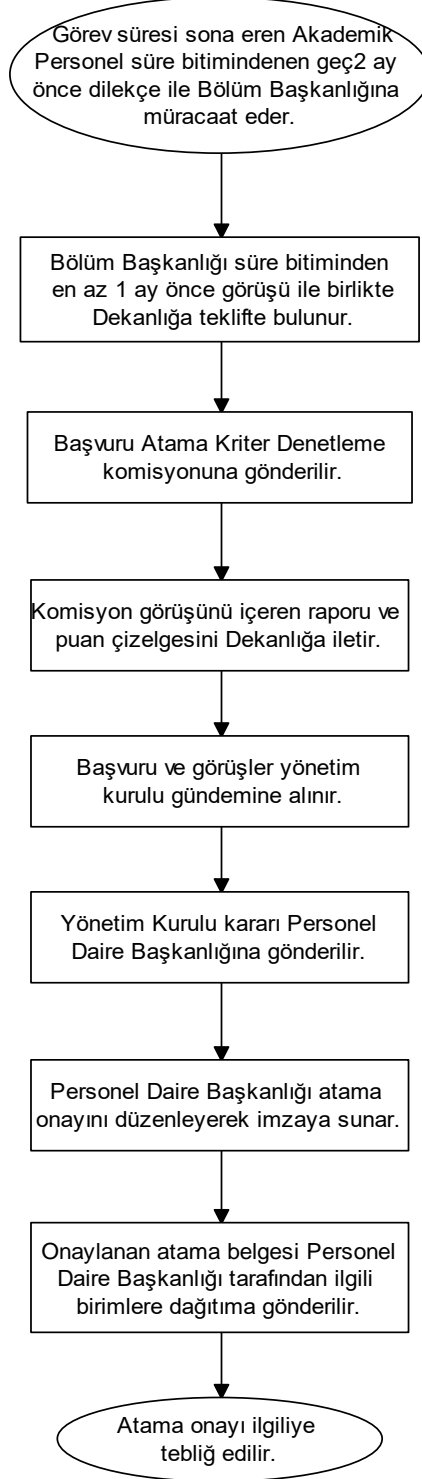 Görev süresi sona eren Akademik
Personel süre bitimindenen geç2 ay
önce dilekçe ile Bölüm Başkanlığına
müracaat eder.
Bölüm Başkanlığı süre bitiminden
en az 1 ay önce görüşü ile birlikte
Dekanlığa teklifte bulunur.
Başvuru Atama Kriter Denetleme
komisyonuna gönderilir.
Komisyon görüşünü içeren raporu ve
puan çizelgesini Dekanlığa iletir.
Başvuru ve görüşler yönetim
kurulu gündemine alınır.
Yönetim Kurulu kararı Personel
Daire Başkanlığına gönderilir.
Personel Daire Başkanlığı atama
onayını düzenleyerek imzaya sunar.
Onaylanan atama belgesi Personel
Daire Başkanlığı tarafından ilgili
birimlere dağıtıma gönderilir.
Atama onayı ilgiliye
tebliğ edilir.